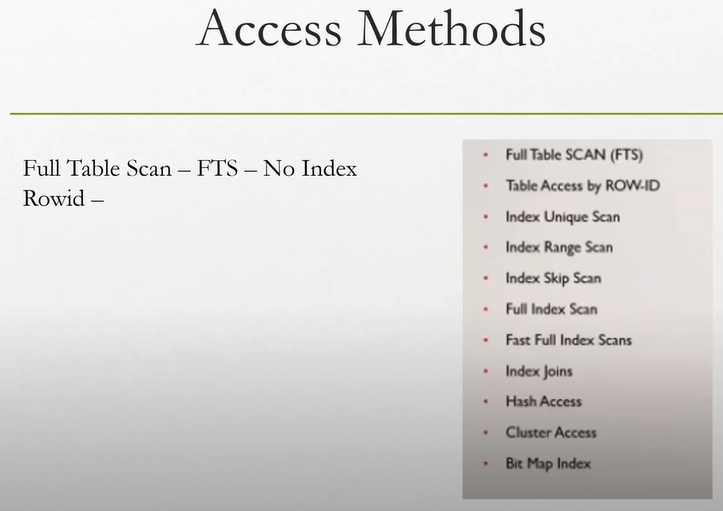 Access Methods
Full Table Scan – FTS – No Index
Rowid –
• Full Table SCAN (FTS)
• Table Access by ROW-ID
• Index Unique Scan
• Index Range Scan
• Index Skip Scan
• Full Index Scan
• Fast Full Index Scans
• Index Joins
• Hash Access
• Cluster Access
• Bit Map Index